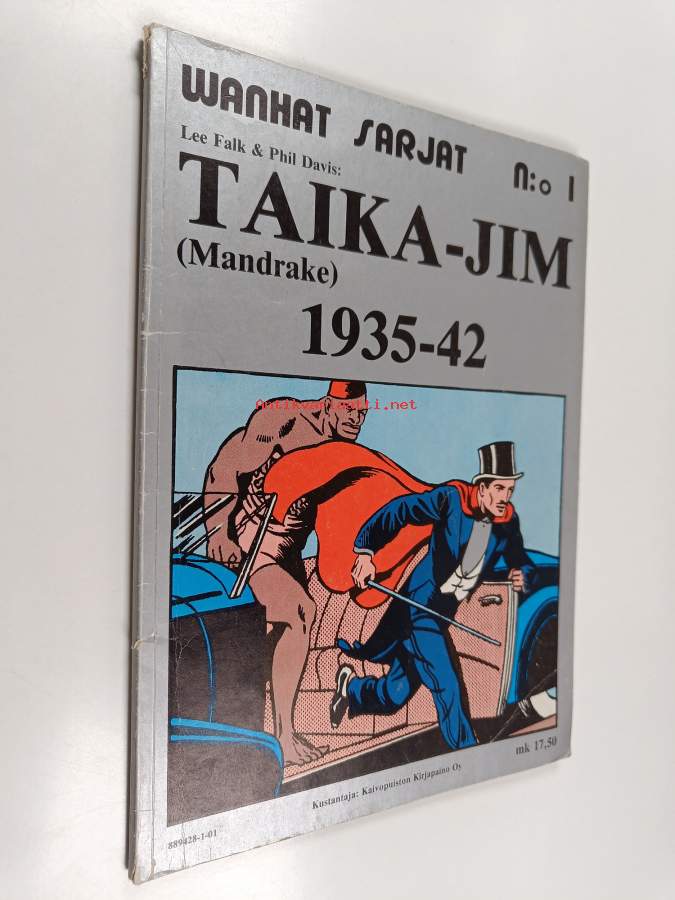 WANHAT SARJAT N:o 1
Lee Falk & Phil Davis:
TAIKA-JIM
(Mandrake)
1935-42
Antikvariaatti.net
mk 17,50
Kustantaja: Kaivopuiston Kirjapaino Oy
889428-1-01